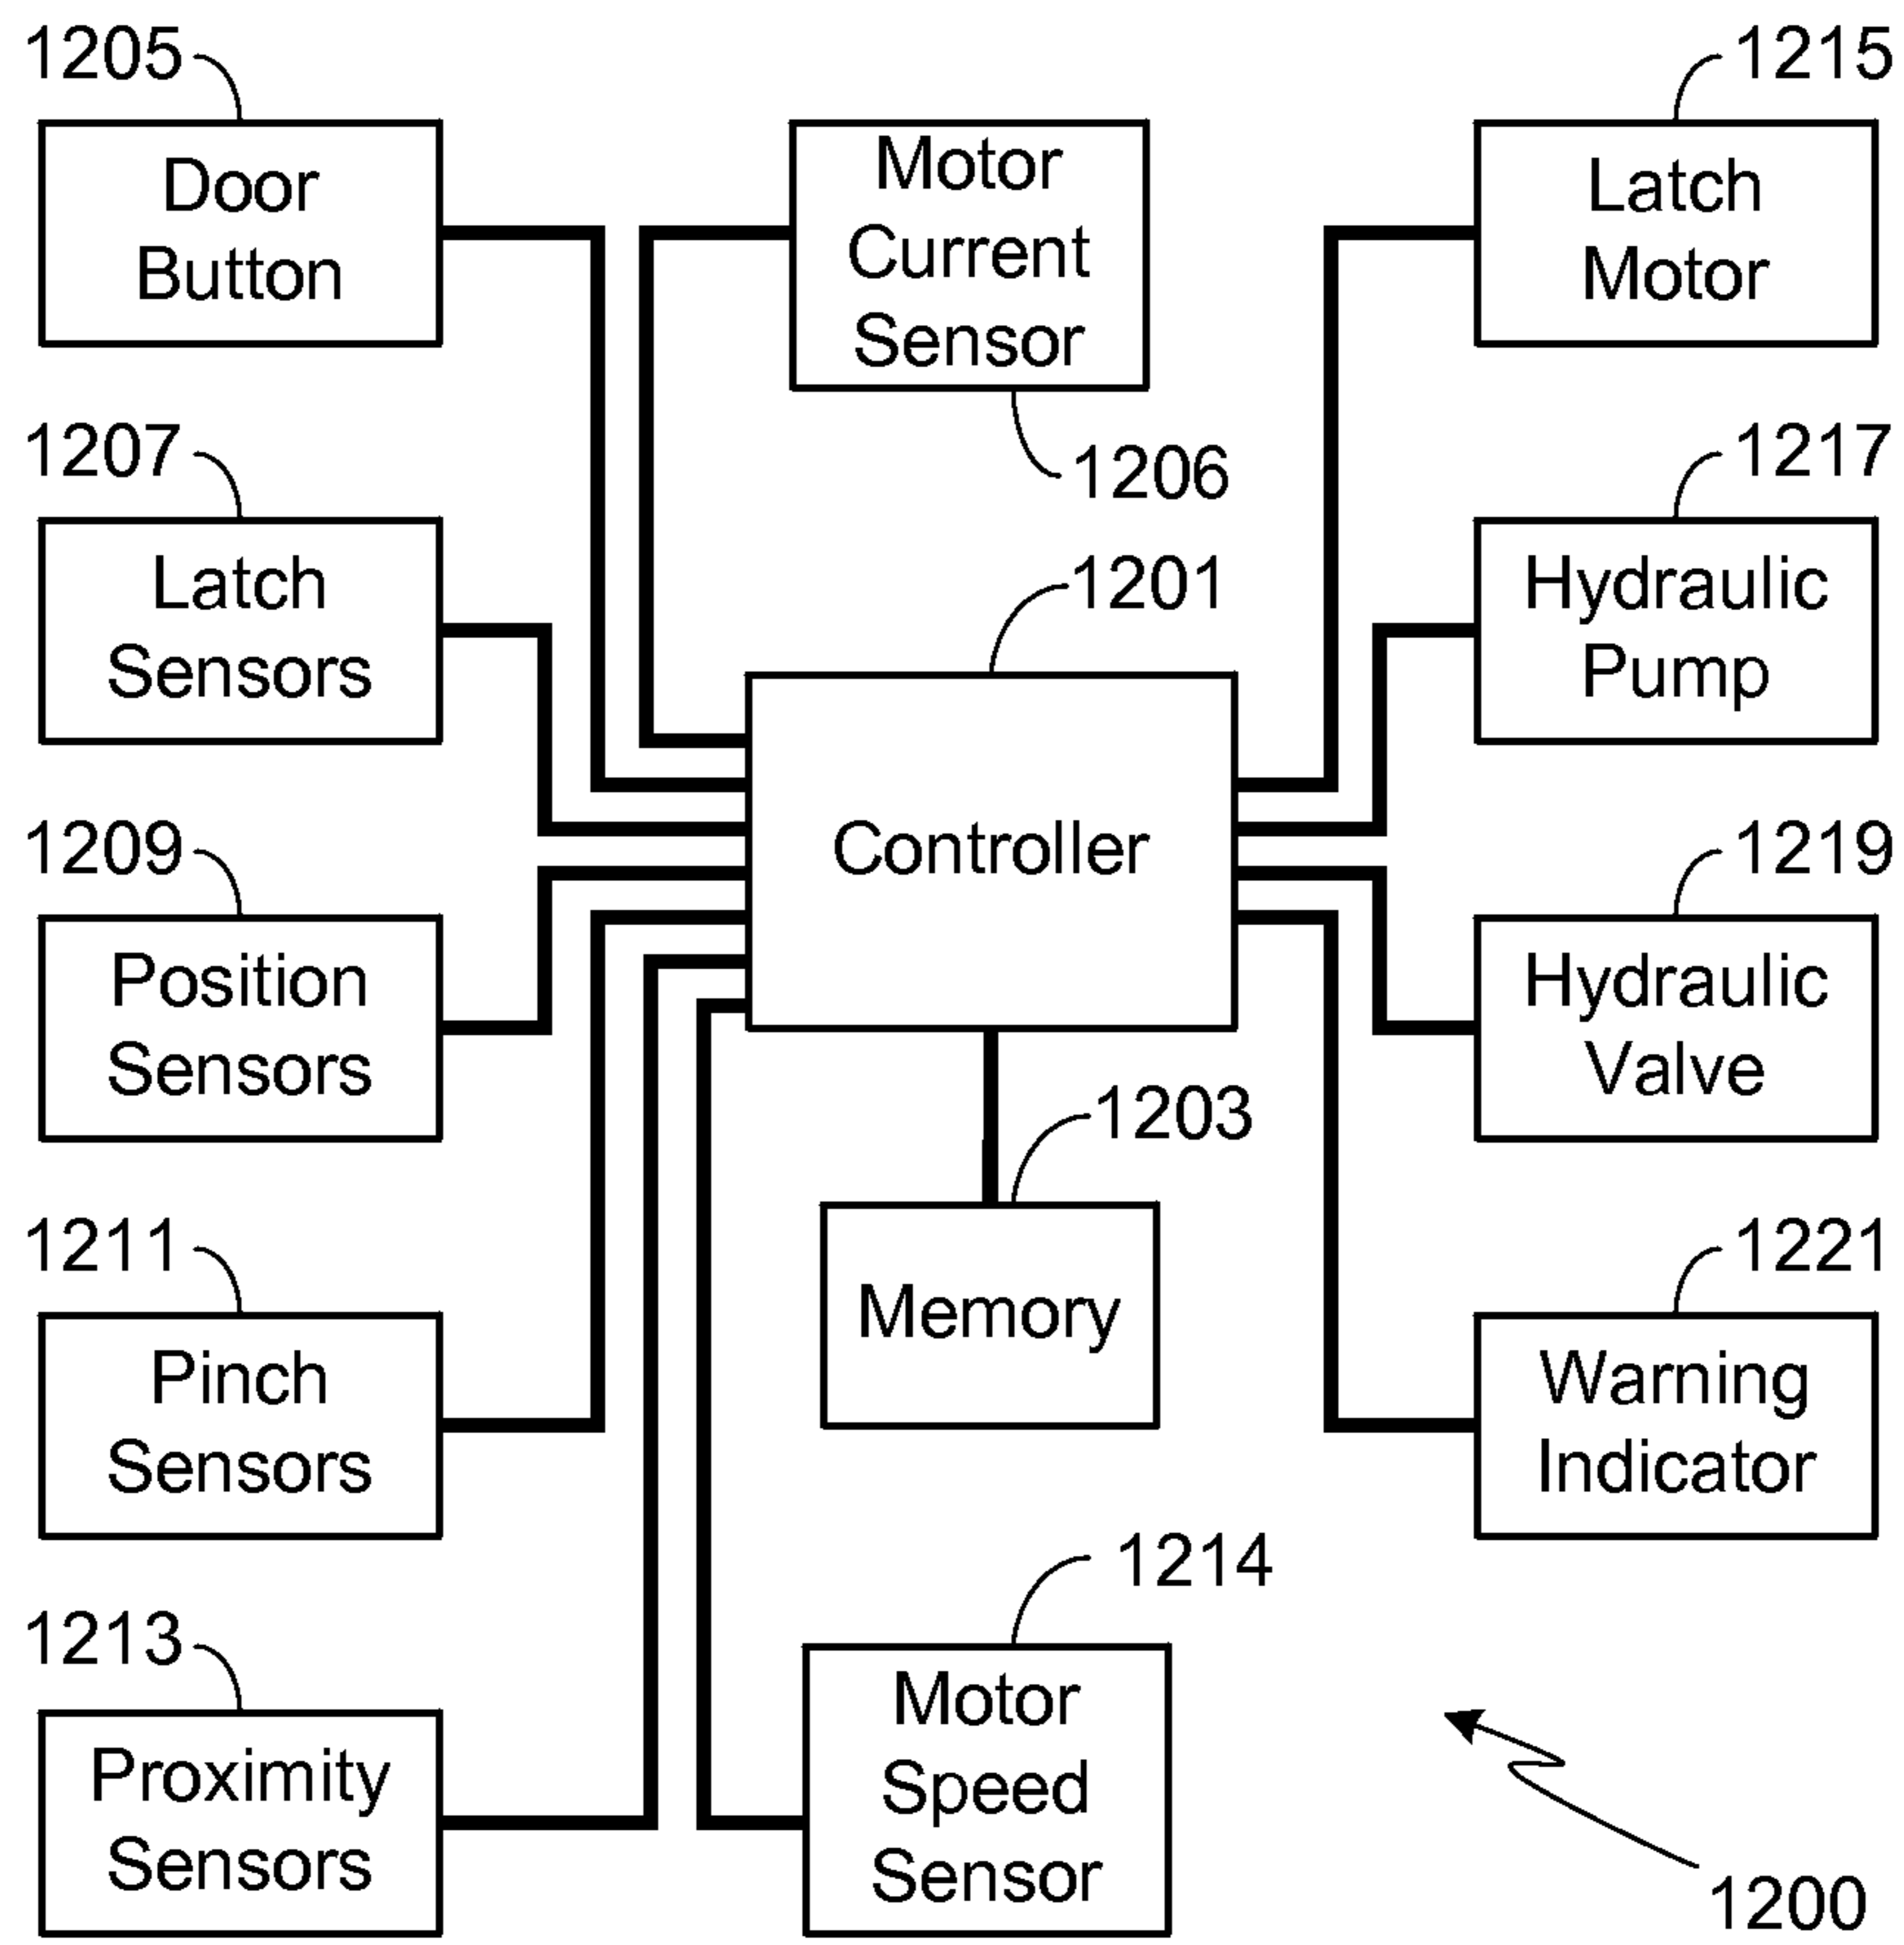 1205
Door
Button
Motor
Current
Sensor
1206
1215
Latch
Motor
1207
Latch
Sensors
1217
Hydraulic
Pump
1201
Controller
1209
Position
Sensors
1219
Hydraulic
Valve
1203
Memory
1211
Pinch
Sensors
1221
Warning
Indicator
1213
Proximity
Sensors
1214
Motor
Speed
Sensor
1200